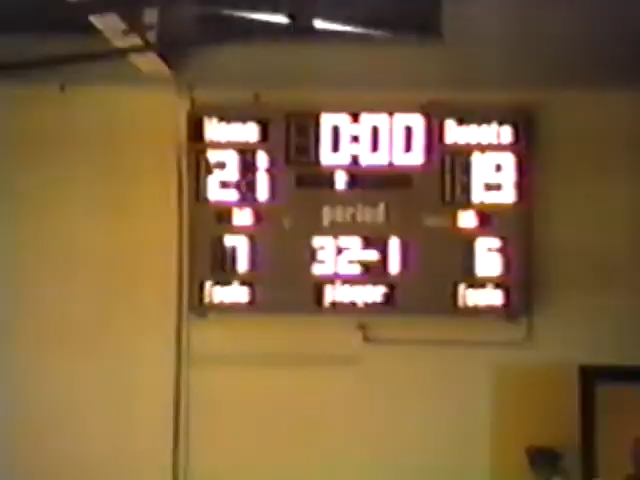 Home 0:00 Guests
21 19
period
7 32-1 6
fouls player fouls